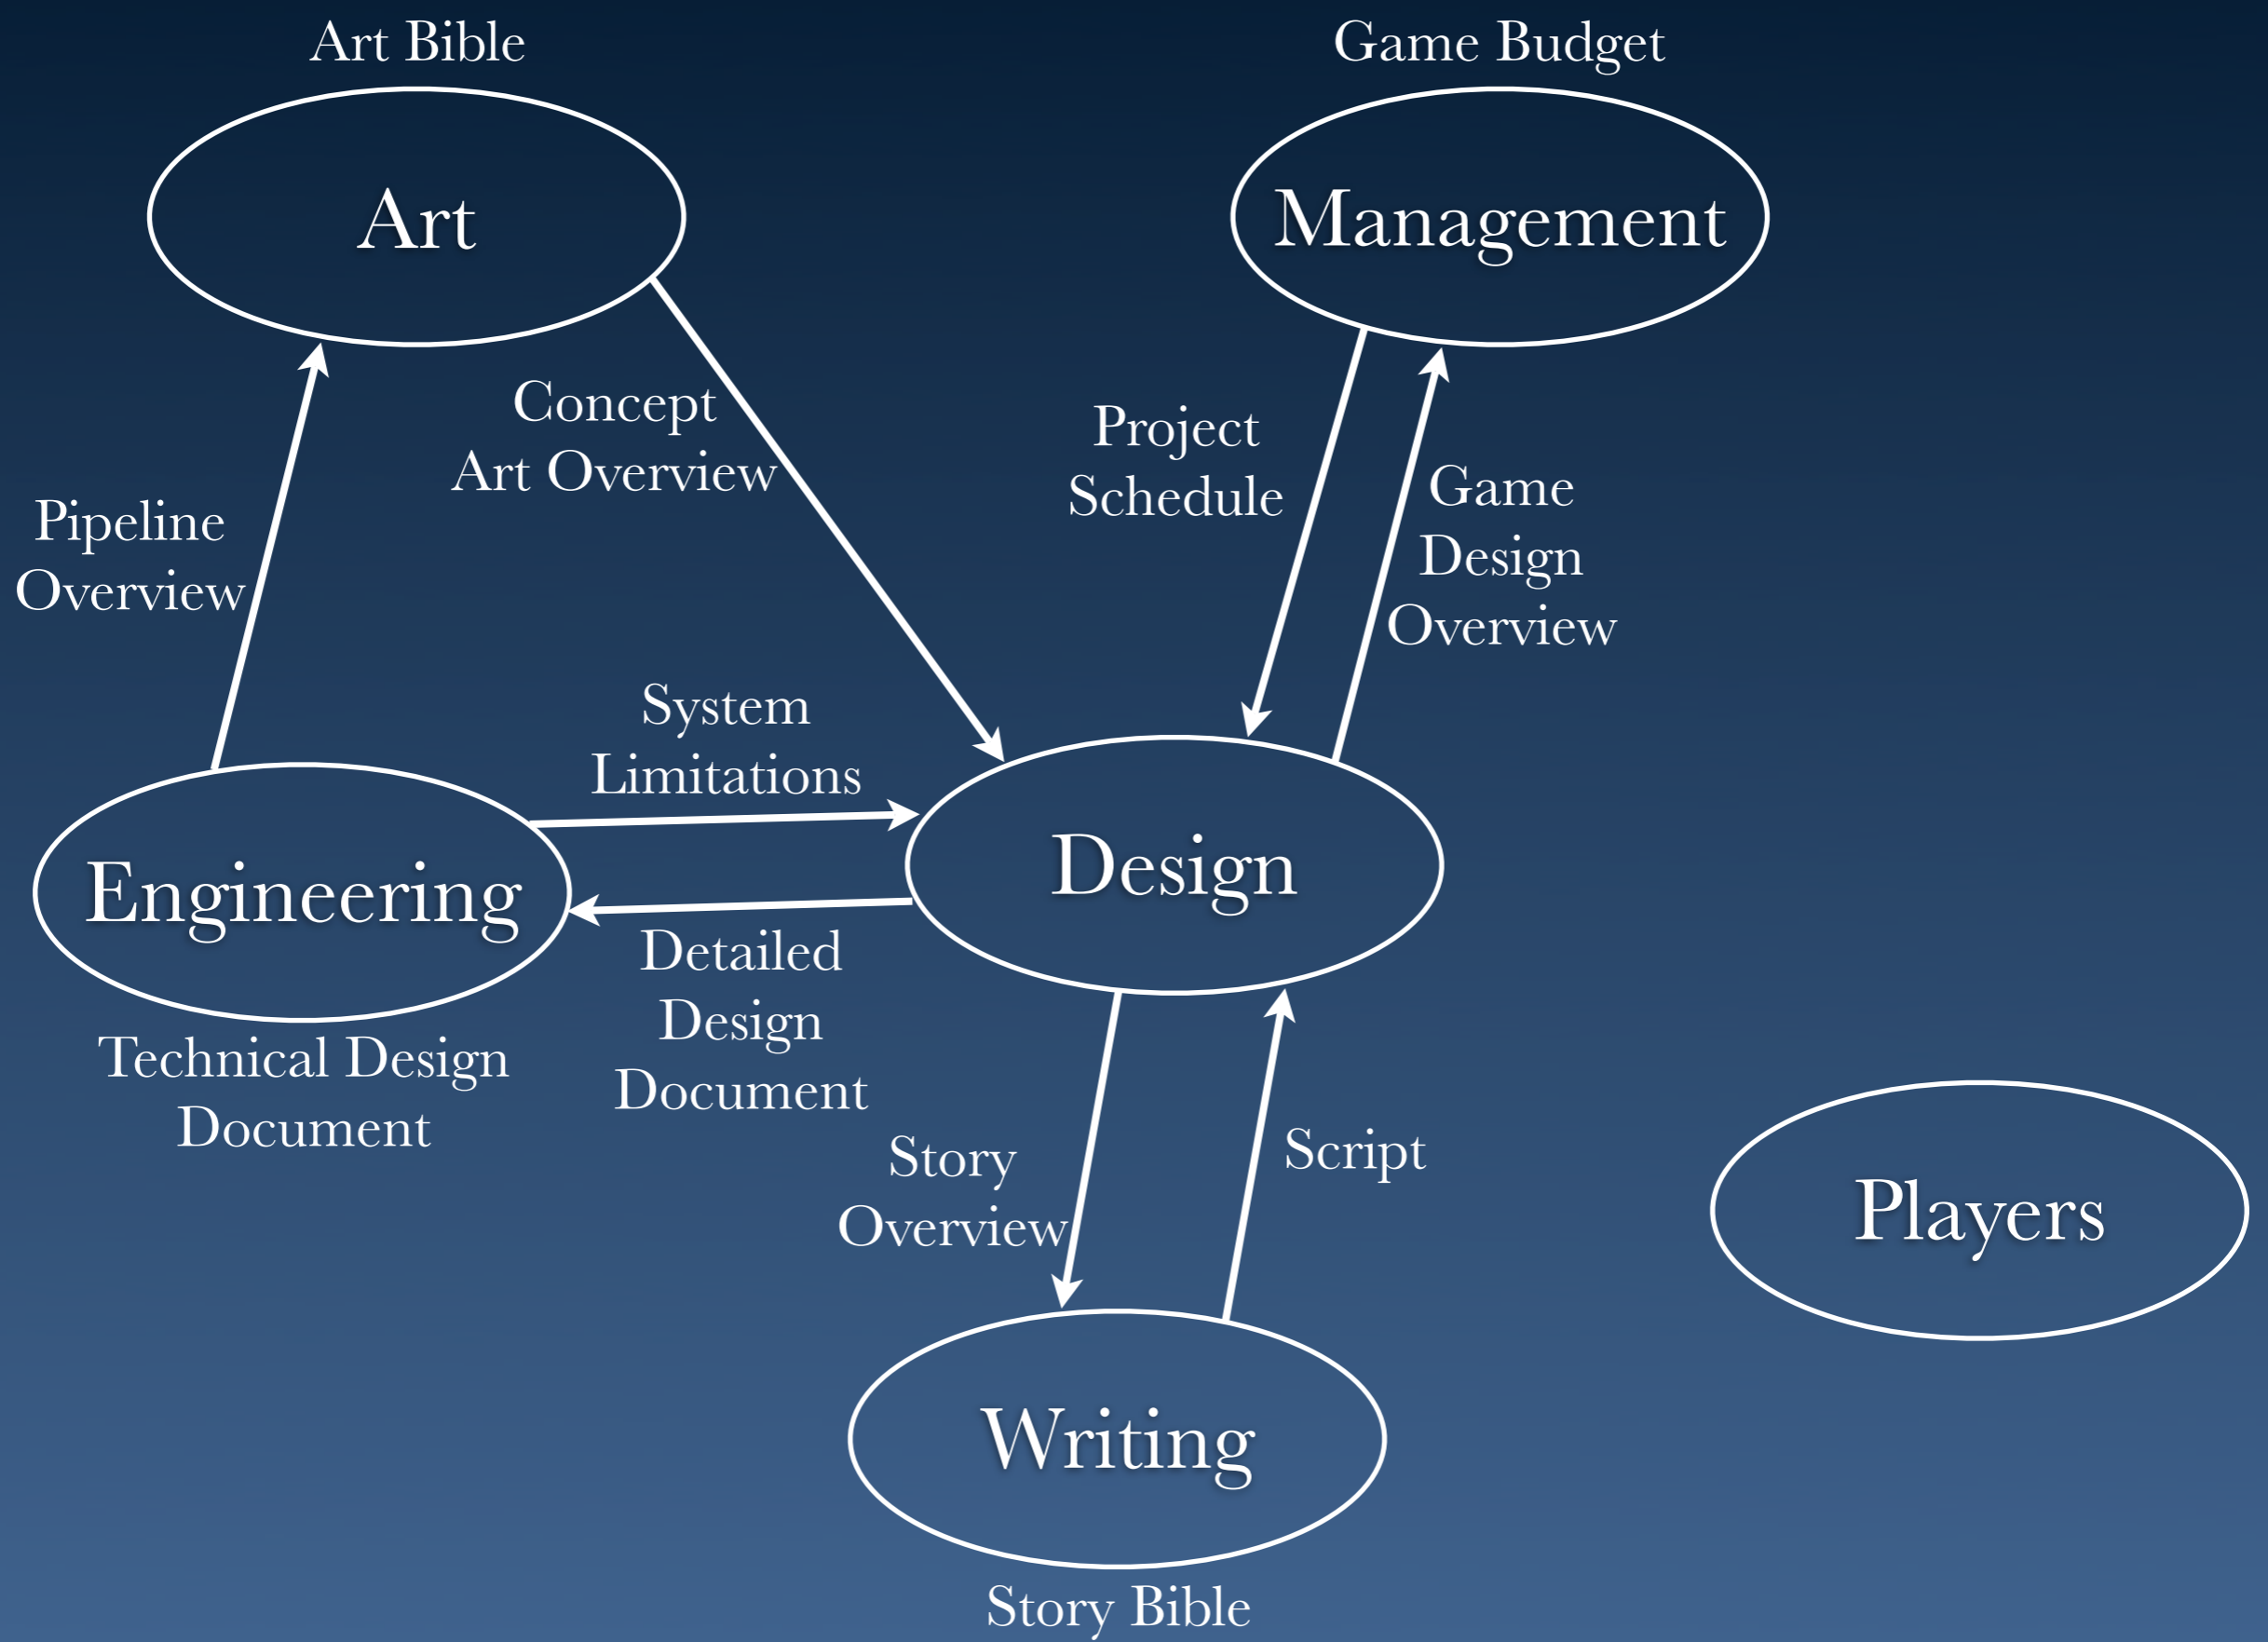 Art Bible
Game Budget
Art
Management
Concept
Art Overview
Project
Schedule
Game
Design
Overview
Pipeline
Overview
System
Limitations
Engineering
Design
Detailed
Design
Document
Technical Design
Document
Story
Overview
Script
Players
Writing
Story Bible